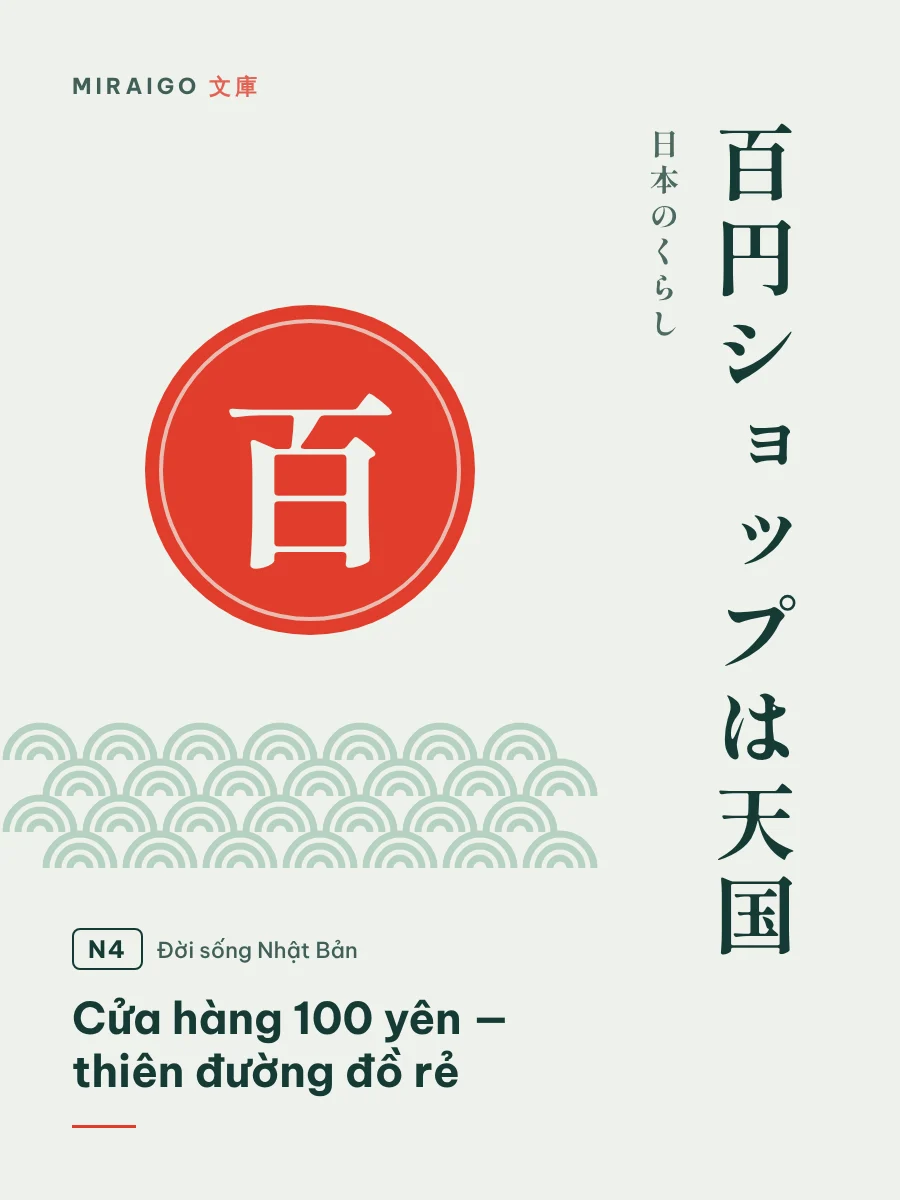 MIRAIGO 文庫
百円ショップは天国
日本のくらし
百
N4 Đời sống Nhật Bản
Cửa hàng 100 yên —
thiên đường đồ rẻ